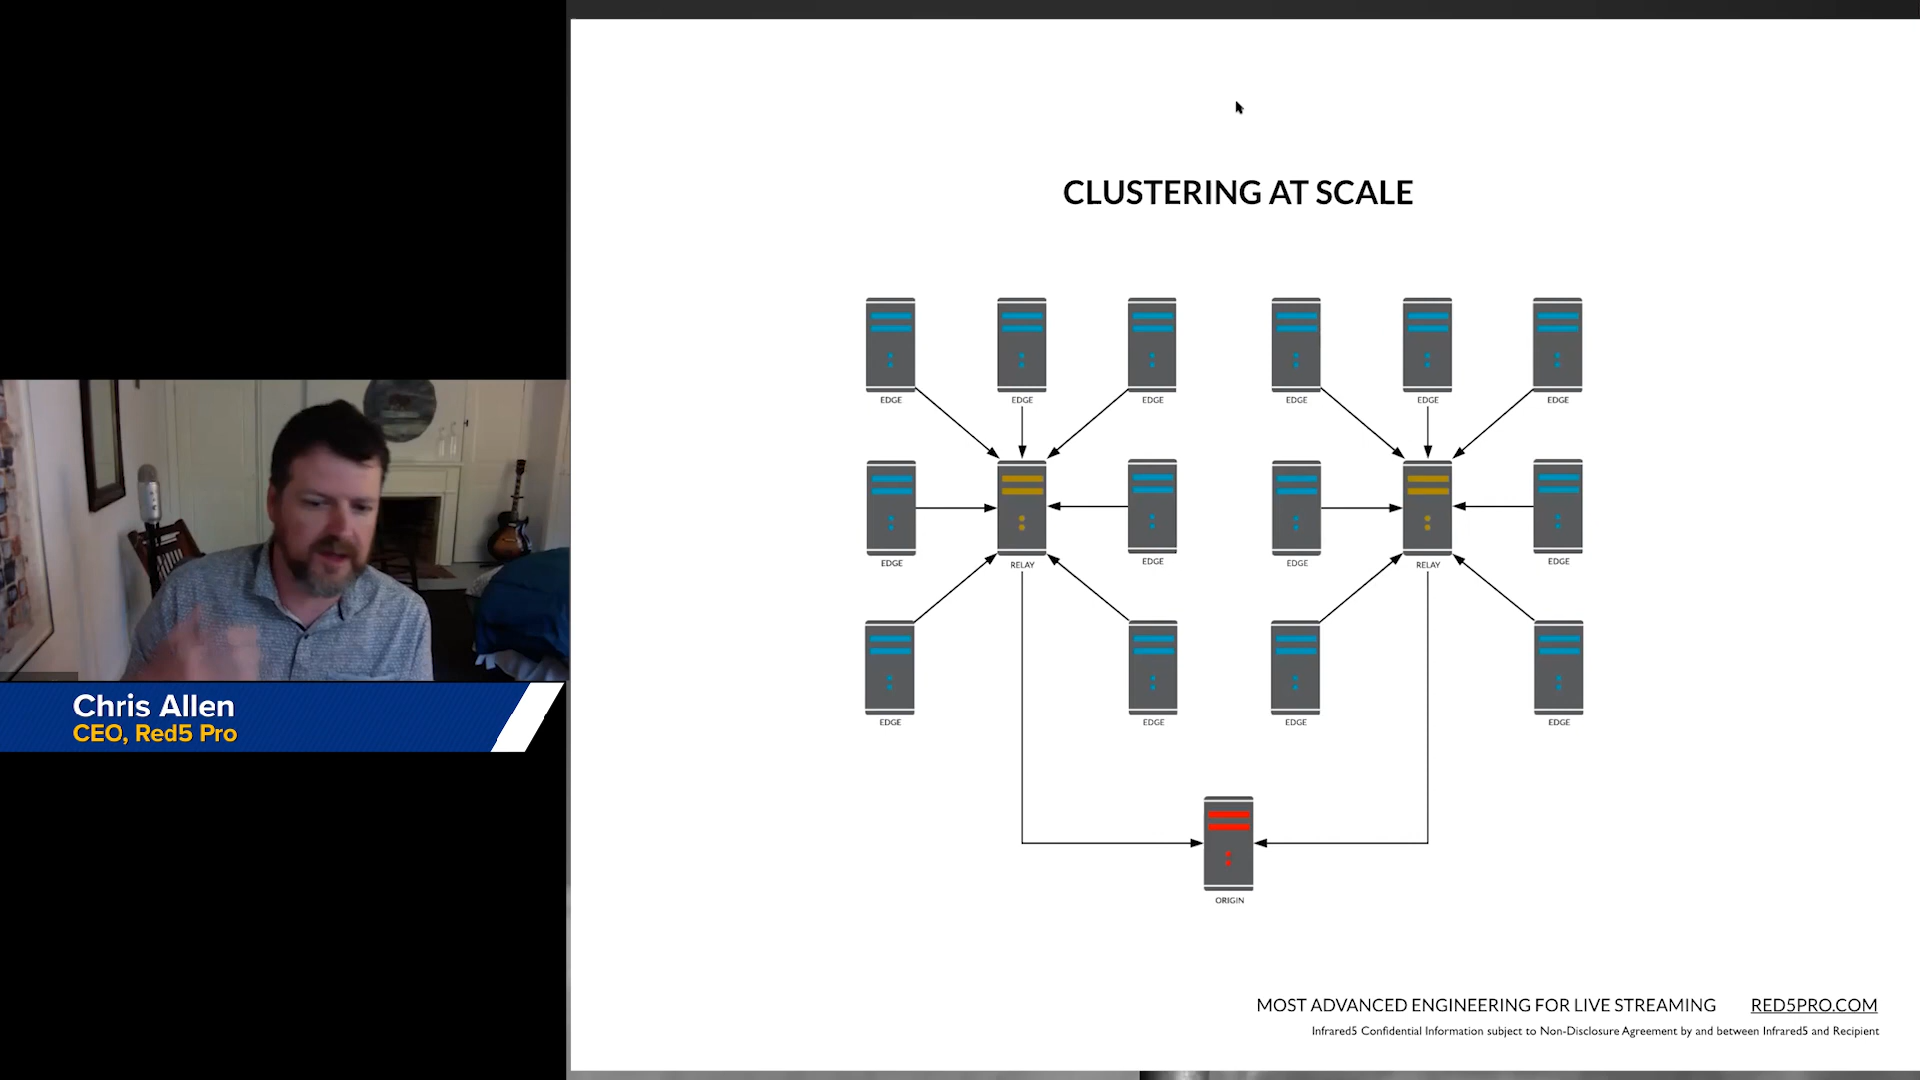 CLUSTERING AT SCALE
EDGE
EDGE
EDGE
EDGE
EDGE
EDGE
EDGE
RELAY
EDGE
EDGE
RELAY
EDGE
EDGE
EDGE
EDGE
EDGE
ORIGIN
Chris Allen
CEO, Red5 Pro
MOST ADVANCED ENGINEERING FOR LIVE STREAMING RED5PRO.COM
Infrared5 Confidential Information subject to Non-Disclosure Agreement by and between Infrared5 and Recipient